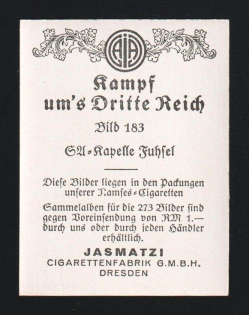 AJA
Kampf
um's Dritte Reich
Bild 183
SA-Kapelle Fuhsel
Diese Bilder liegen in den Packungen
unserer Ramses-Cigaretten
Sammelalben für die 273 Bilder sind
gegen Voreinsendung von RM 1.—
durch uns oder durch jeden Händler
erhältlich.
JASMATZI
CIGARETTENFABRIK G.M.B.H.
DRESDEN